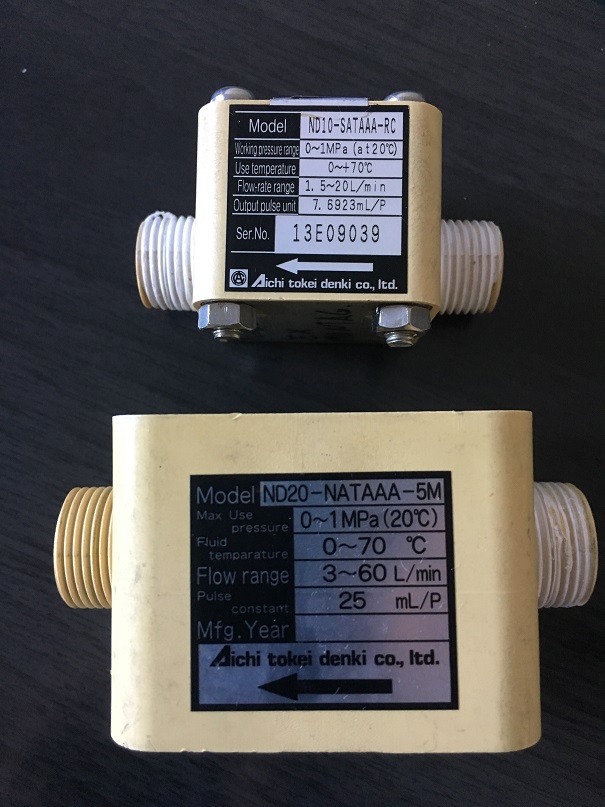 Model ND10-SATAAA-RC
Working pressure range 0~1MPa (at20℃)
Use temperature 0~+70℃
Flow-rate range 1.5~20L/min
Output pulse unit 7.6923mL/P
Ser.No. 13E09039
Aichi tokei denki co., ltd.
Model ND20-NATAAA-5M
Max Use pressure 0~1MPa(20℃)
Fluid temparature 0~70 ℃
Flow range 3~60 L/min
Pulse constant 25 mL/P
Mfg.Year
Aichi tokei denki co., ltd.